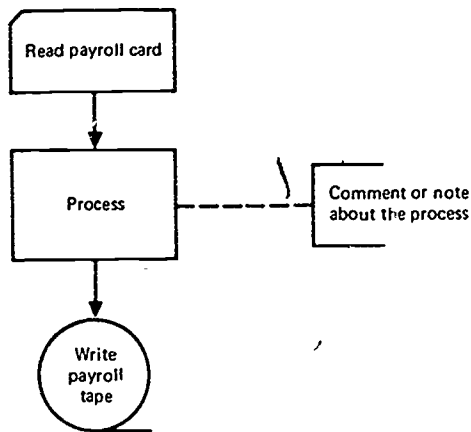 Read payroll card
Process
Comment or note
about the process
Write
payroll
tape